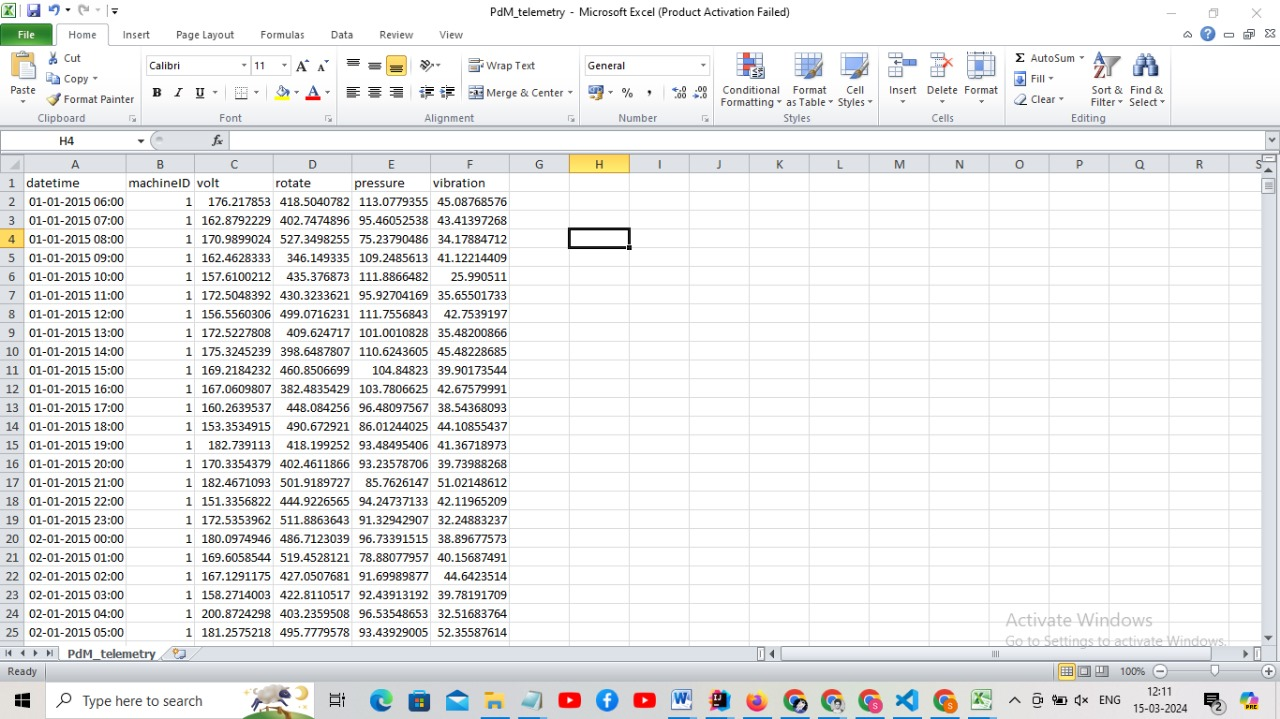 PdM_telemetry - Microsoft Excel (Product Activation Failed)
File Home Insert Page Layout Formulas Data Review View
Paste
Cut
Copy
Format Painter
Clipboard
Calibri 11
B I U
Font
Wrap Text
Merge & Center
Alignment
General
%
Number
Conditional Formatting
Format as Table
Cell Styles
Styles
Insert Delete Format
Cells
AutoSum
Fill
Clear
Sort & Filter
Find & Select
Editing
H4 fx
A B C D E F G H I J K L M N O P Q R S
1 datetime machineID volt rotate pressure vibration
2 01-01-2015 06:00 1 176.217853 418.5040782 113.0779355 45.08768576
3 01-01-2015 07:00 1 162.8792229 402.7474896 95.46052538 43.41397268
4 01-01-2015 08:00 1 170.9899024 527.3498255 75.23790486 34.17884712
5 01-01-2015 09:00 1 162.4628333 346.149335 109.2485613 41.12214409
6 01-01-2015 10:00 1 157.6100212 435.376873 111.8866482 25.990511
7 01-01-2015 11:00 1 172.5048392 430.3233621 95.92704169 35.65501733
8 01-01-2015 12:00 1 156.5560306 499.0716231 111.7556843 42.7539197
9 01-01-2015 13:00 1 172.5227808 409.624717 101.0010828 35.48200866
10 01-01-2015 14:00 1 175.3245239 398.6487807 110.6243605 45.48228685
11 01-01-2015 15:00 1 169.2184232 460.8506699 104.84823 39.90173544
12 01-01-2015 16:00 1 167.0609807 382.4835429 103.7806625 42.67579991
13 01-01-2015 17:00 1 160.2639537 448.084256 96.48097567 38.54368093
14 01-01-2015 18:00 1 153.3534915 490.672921 86.01244025 44.10855437
15 01-01-2015 19:00 1 182.739113 418.199252 93.48495406 41.36718973
16 01-01-2015 20:00 1 170.3354379 402.4611866 93.23578706 39.73988268
17 01-01-2015 21:00 1 182.4671093 501.9189727 85.7626147 51.02148612
18 01-01-2015 22:00 1 151.3356822 444.9226565 94.24737133 42.11965209
19 01-01-2015 23:00 1 172.5353962 511.8863643 91.32942907 32.24883237
20 02-01-2015 00:00 1 180.0974946 486.7123039 96.73391515 38.89677573
21 02-01-2015 01:00 1 169.6058544 519.4528121 78.88077957 40.15687491
22 02-01-2015 02:00 1 167.1291175 427.0507681 91.69989877 44.6423514
23 02-01-2015 03:00 1 158.2714003 422.8110517 92.43913192 39.78191709
24 02-01-2015 04:00 1 200.8724298 403.2359508 96.53548653 32.51683764
25 02-01-2015 05:00 1 181.2575218 495.7779578 93.43929005 52.35587614
Activate Windows
Go to Settings to activate Windows.
PdM_telemetry
Ready 100%
Type here to search
ENG
12:11
15-03-2024
2
PRE